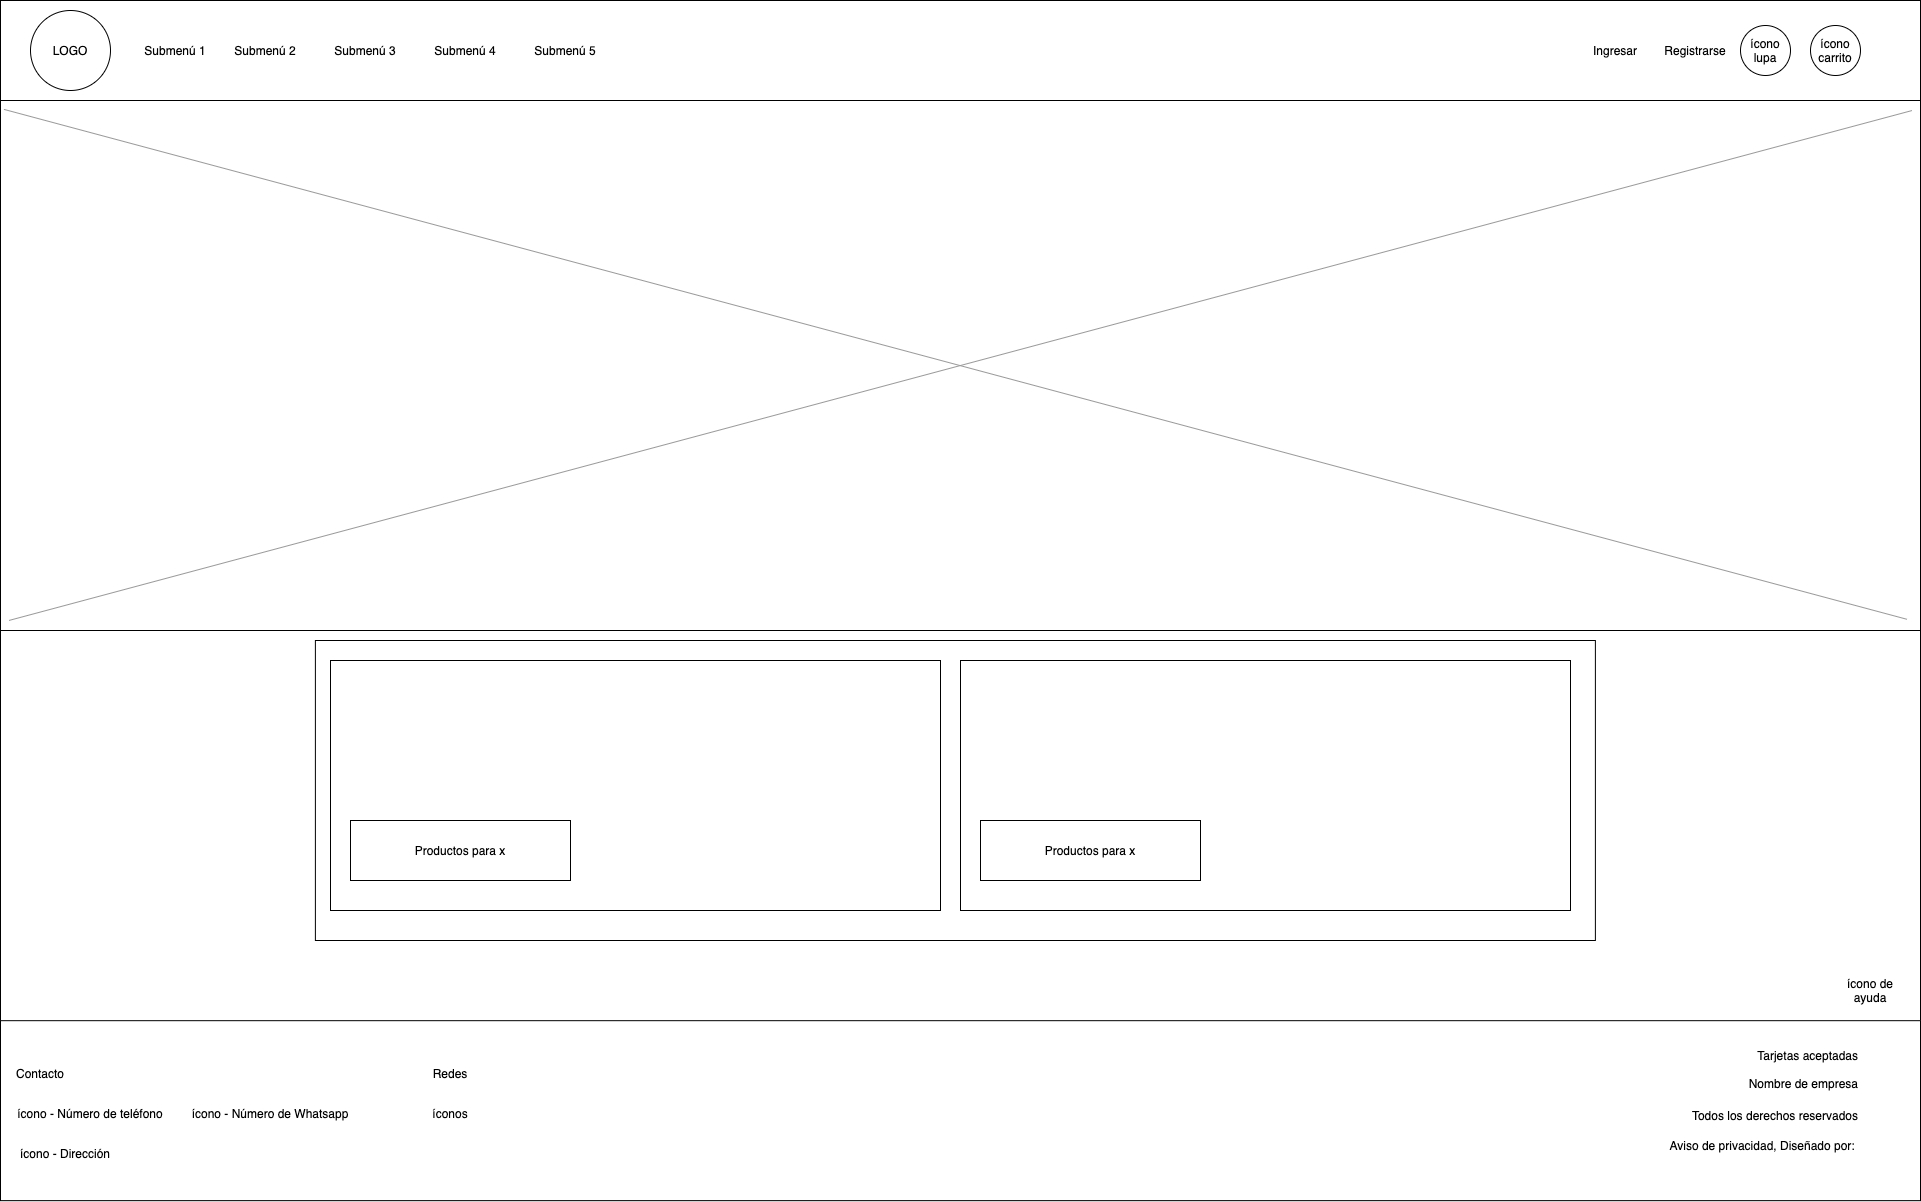 LOGO
Submenú 1
Submenú 2
Submenú 3
Submenú 4
Submenú 5
Ingresar
Registrarse
ícono
lupa
ícono
carrito
Productos para x
Productos para x
ícono de
ayuda
Contacto
ícono - Número de teléfono
ícono - Número de Whatsapp
ícono - Dirección
Redes
íconos
Tarjetas aceptadas
Nombre de empresa
Todos los derechos reservados
Aviso de privacidad, Diseñado por: